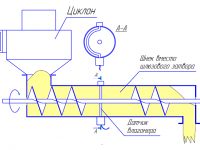 Циклон
А-А
Шнек вместо
шлюзового затвора
А
А
Датчик
влагомера